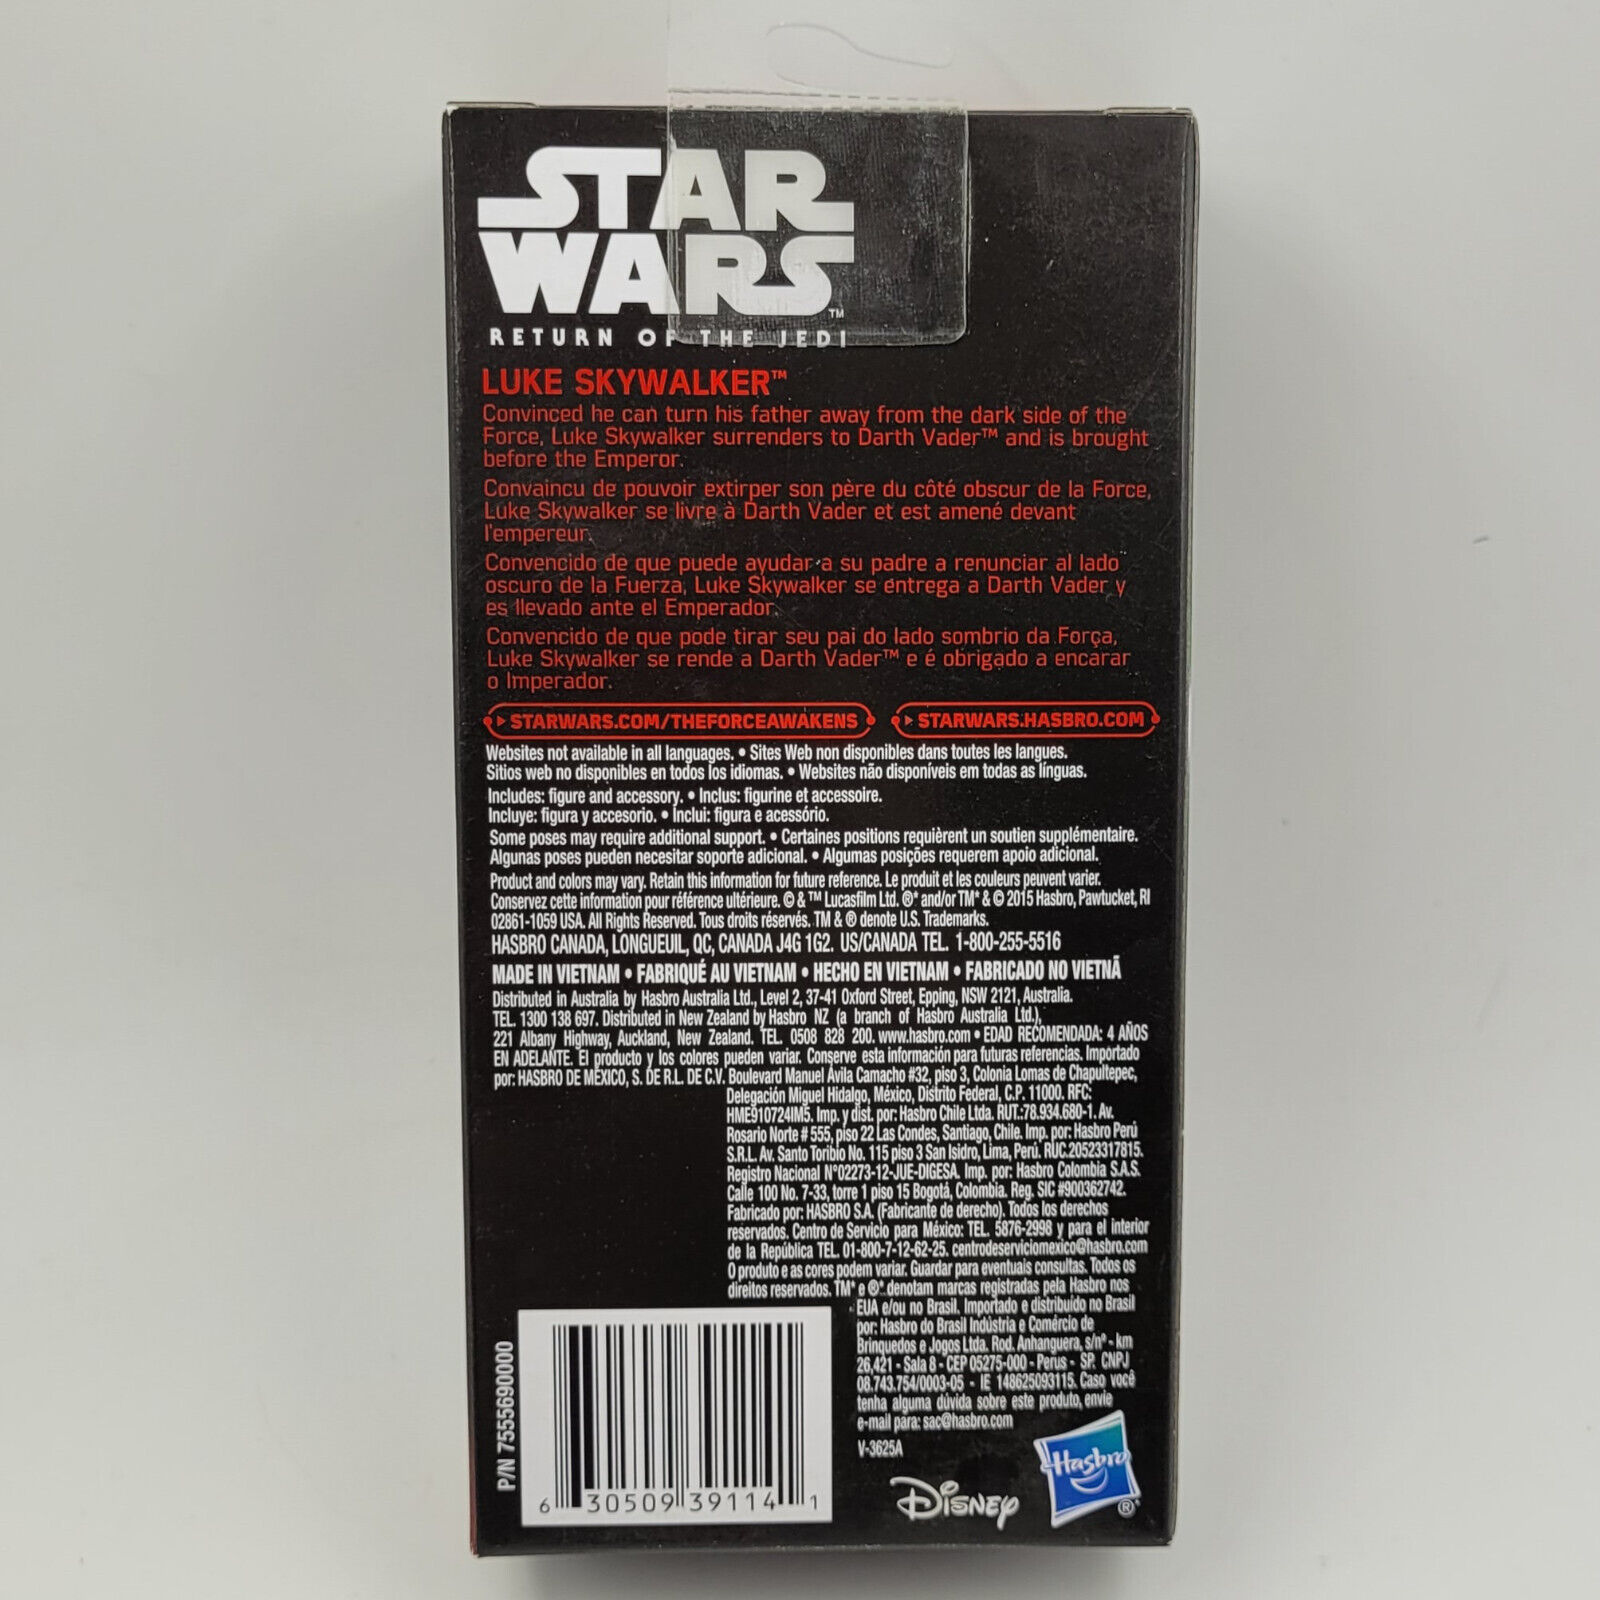 STAR
WARS™
RETURN OF THE JEDI
LUKE SKYWALKER™
Convinced he can turn his father away from the dark side of the
Force, Luke Skywalker surrenders to Darth Vader™ and is brought
before the Emperor.
Convaincu de pouvoir extirper son père du côté obscur de la Force,
Luke Skywalker se livre à Darth Vader et est amené devant
l'empereur.
Convencido de que puede ayudar a su padre a renunciar al lado
oscuro de la Fuerza, Luke Skywalker se entrega a Darth Vader y
es llevado ante el Emperador.
Convencido de que pode tirar seu pai do lado sombrio da Força,
Luke Skywalker se rende a Darth Vader™ e é obrigado a encarar
o Imperador.
STARWARS.COM/THEFORCEAWAKENS STARWARS.HASBRO.COM
Websites not available in all languages. • Sites Web non disponibles dans toutes les langues.
Sitios web no disponibles en todos los idiomas. • Websites não disponíveis em todas as línguas.
Includes: figure and accessory. • Inclus: figurine et accessoire.
Incluye: figura y accesorio. • Inclui: figura e acessório.
Some poses may require additional support. • Certaines positions requièrent un soutien supplémentaire.
Algunas poses pueden necesitar soporte adicional. • Algumas posições requerem apoio adicional.
Product and colors may vary. Retain this information for future reference. Le produit et les couleurs peuvent varier.
Conservez cette information pour référence ultérieure. © & ™ Lucasfilm Ltd. ®* and/or TM* & © 2015 Hasbro, Pawtucket, RI
02861-1059 USA. All Rights Reserved. Tous droits réservés. TM & ® denote U.S. Trademarks.
HASBRO CANADA, LONGUEUIL, QC, CANADA J4G 1G2. US/CANADA TEL. 1-800-255-5516
MADE IN VIETNAM • FABRIQUÉ AU VIETNAM • HECHO EN VIETNAM • FABRICADO NO VIETNÃ
Distributed in Australia by Hasbro Australia Ltd., Level 2, 37-41 Oxford Street, Epping, NSW 2121, Australia.
TEL. 1300 138 697. Distributed in New Zealand by Hasbro NZ (a branch of Hasbro Australia Ltd.),
221 Albany Highway, Auckland, New Zealand. TEL. 0508 828 200. www.hasbro.com • EDAD RECOMENDADA: 4 AÑOS
EN ADELANTE. El producto y los colores pueden variar. Conserve esta información para futuras referencias. Importado
por: HASBRO DE MÉXICO, S. DE R.L. DE C.V. Boulevard Manuel Ávila Camacho #32, piso 3, Colonia Lomas de Chapultepec,
Delegación Miguel Hidalgo, México, Distrito Federal, C.P. 11000. RFC:
HME910724IM5. Imp. y dist. por: Hasbro Chile Ltda. RUT.:78.934.680-1. Av.
Rosario Norte # 555, piso 22 Las Condes, Santiago, Chile. Imp. por: Hasbro Perú
S.R.L. Av. Santo Toribio No. 115 piso 3 San Isidro, Lima, Perú. RUC.20523317815.
Registro Nacional N°02273-12-JUE-DIGESA. Imp. por: Hasbro Colombia S.A.S.
Calle 100 No. 7-33, torre 1 piso 15 Bogotá, Colombia. Reg. SIC #900362742.
Fabricado por: HASBRO S.A. (Fabricante de derecho). Todos los derechos
reservados. Centro de Servicio para México: TEL. 5876-2998 y para el interior
de la República TEL. 01-800-7-12-62-25. centrodeserviciomexico@hasbro.com
O produto e as cores podem variar. Guardar para eventuais consultas. Todos os
direitos reservados. TM* e ®* denotam marcas registradas pela Hasbro nos
EUA e/ou no Brasil. Importado e distribuído no Brasil
por: Hasbro do Brasil Indústria e Comércio de
Brinquedos e Jogos Ltda. Rod. Anhanguera, s/nº - km
26,421 - Sala 8 - CEP 05275-000 - Perus - SP. CNPJ
08.743.754/0003-05 - IE 148625093115. Caso você
tenha alguma dúvida sobre este produto, envie
e-mail para: sac@hasbro.com
V-3625A
P/N 7555690000
6 30509 39114 1
Disney
Hasbro ®